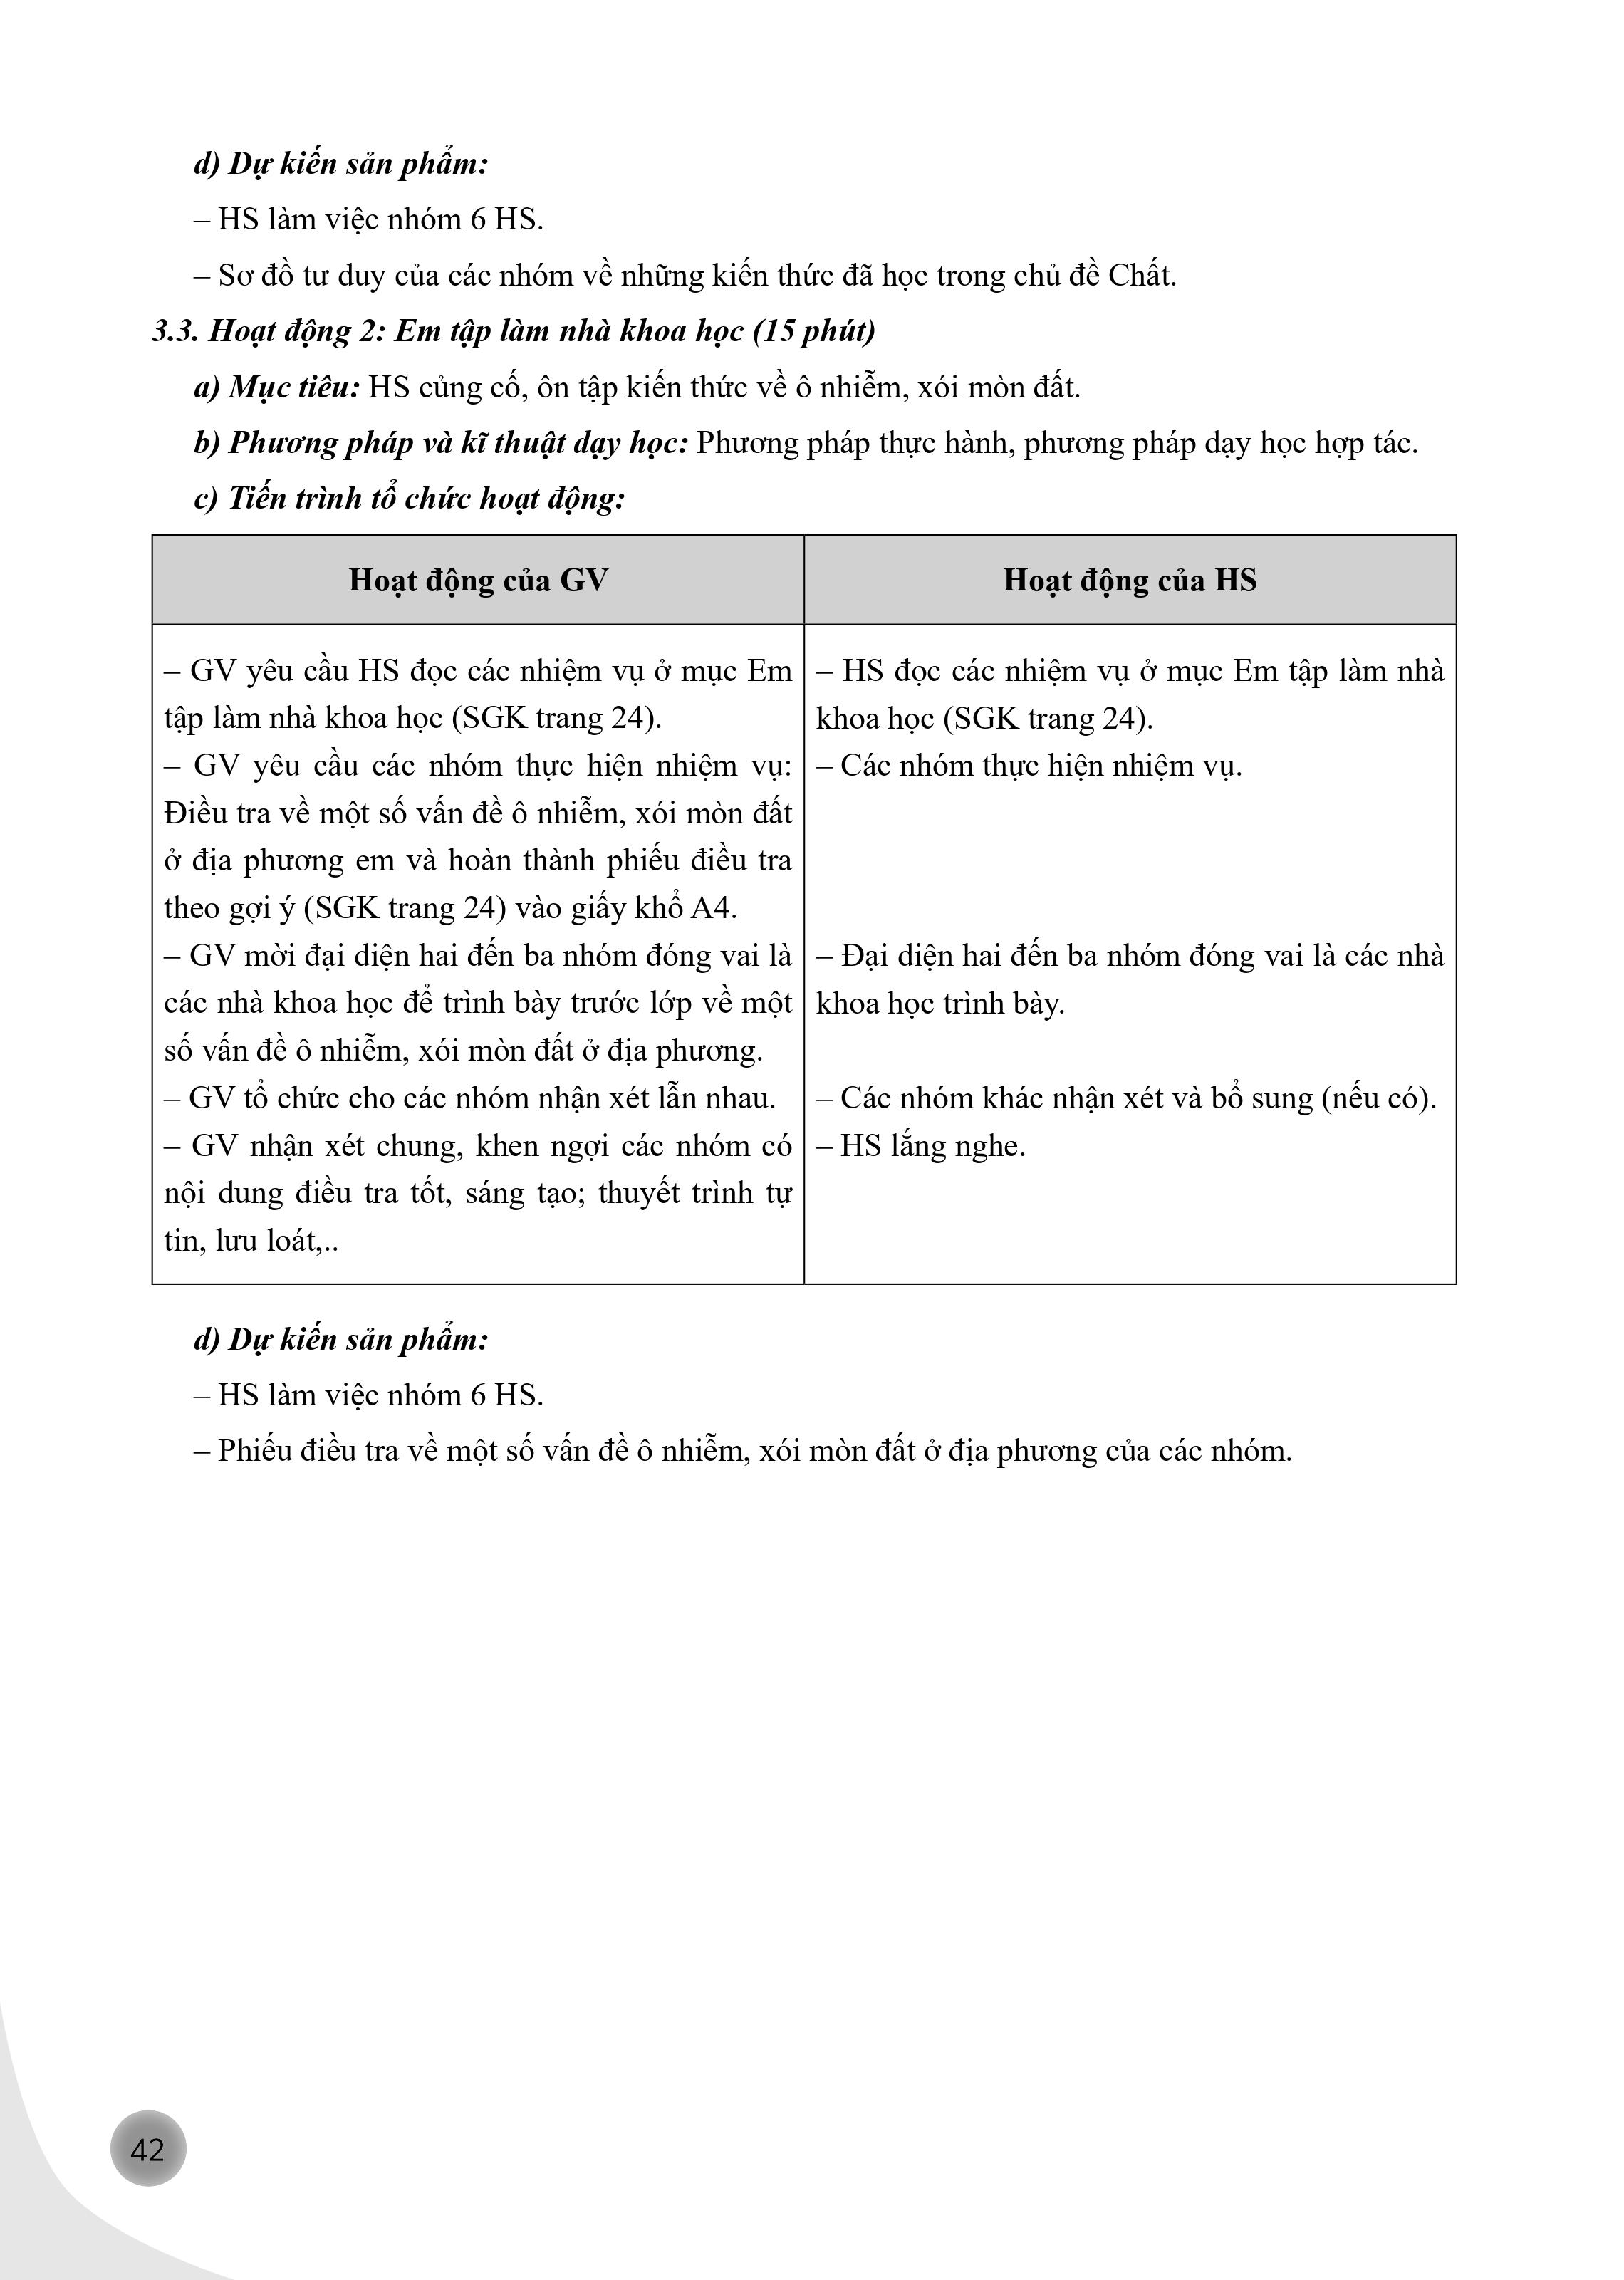 d) Dự kiến sản phẩm:
– HS làm việc nhóm 6 HS.
– Sơ đồ tư duy của các nhóm về những kiến thức đã học trong chủ đề Chất.
3.3. Hoạt động 2: Em tập làm nhà khoa học (15 phút)
a) Mục tiêu: HS củng cố, ôn tập kiến thức về ô nhiễm, xói mòn đất.
b) Phương pháp và kĩ thuật dạy học: Phương pháp thực hành, phương pháp dạy học hợp tác.
c) Tiến trình tổ chức hoạt động:
Hoạt động của GV
– GV yêu cầu HS đọc các nhiệm vụ ở mục Em
tập làm nhà khoa học (SGK trang 24).
– GV yêu cầu các nhóm thực hiện nhiệm vụ:
Điều tra về một số vấn đề ô nhiễm, xói mòn đất
ở địa phương em và hoàn thành phiếu điều tra
theo gợi ý (SGK trang 24) vào giấy khổ A4.
– GV mời đại diện hai đến ba nhóm đóng vai là
các nhà khoa học để trình bày trước lớp về một
số vấn đề ô nhiễm, xói mòn đất ở địa phương.
– GV tổ chức cho các nhóm nhận xét lẫn nhau.
– GV nhận xét chung, khen ngợi các nhóm có
nội dung điều tra tốt, sáng tạo; thuyết trình tự
tin, lưu loát,..
Hoạt động của HS
– HS đọc các nhiệm vụ ở mục Em tập làm nhà
khoa học (SGK trang 24).
– Các nhóm thực hiện nhiệm vụ.
– Đại diện hai đến ba nhóm đóng vai là các nhà
khoa học trình bày.
– Các nhóm khác nhận xét và bổ sung (nếu có).
– HS lắng nghe.
d) Dự kiến sản phẩm:
– HS làm việc nhóm 6 HS.
– Phiếu điều tra về một số vấn đề ô nhiễm, xói mòn đất ở địa phương của các nhóm.
42